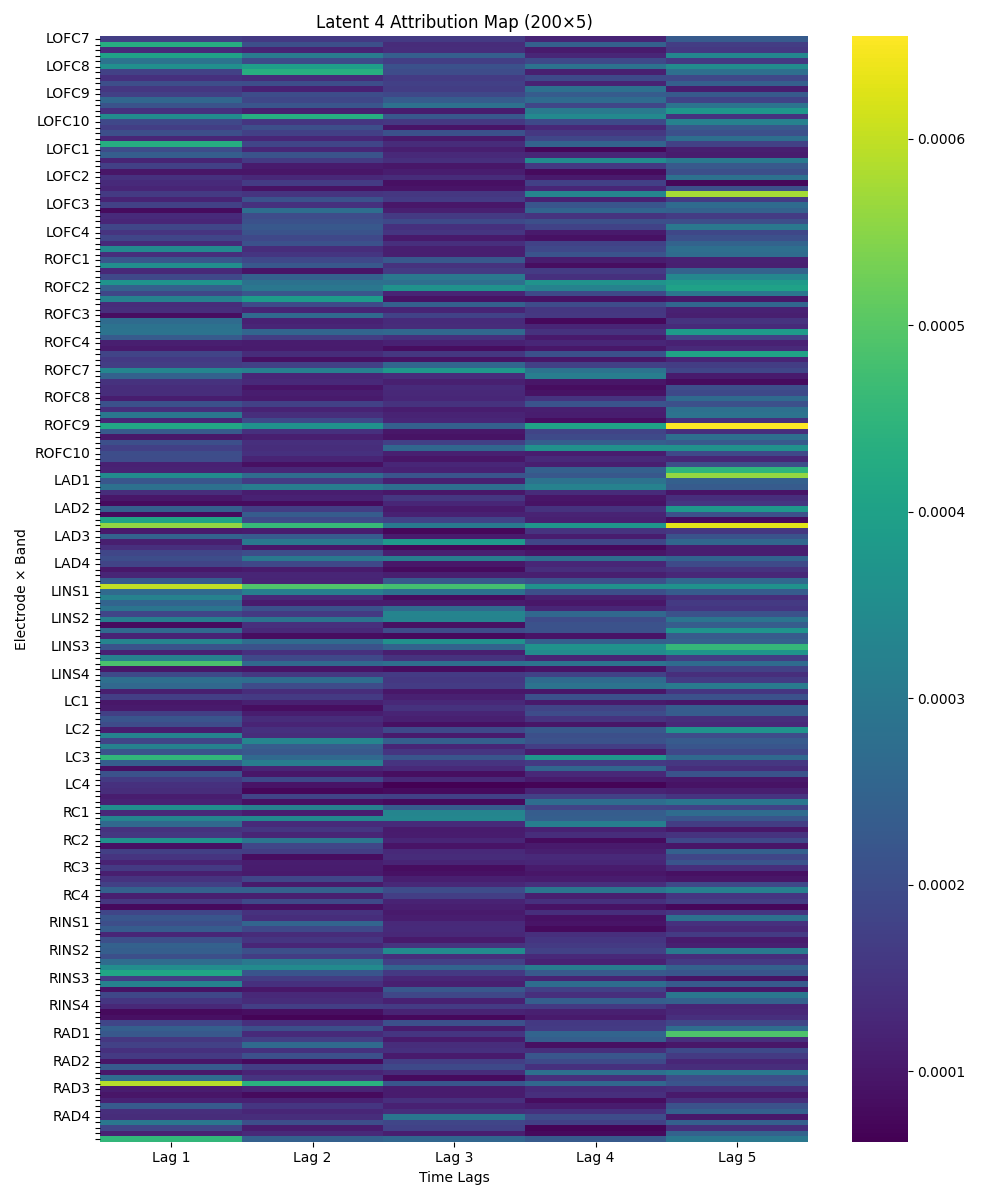 Latent 4 Attribution Map (200×5)
LOFC7
LOFC8
LOFC9
LOFC10
LOFC1
LOFC2
LOFC3
LOFC4
ROFC1
ROFC2
ROFC3
ROFC4
ROFC7
ROFC8
ROFC9
ROFC10
LAD1
LAD2
LAD3
LAD4
LINS1
LINS2
LINS3
LINS4
LC1
LC2
LC3
LC4
RC1
RC2
RC3
RC4
RINS1
RINS2
RINS3
RINS4
RAD1
RAD2
RAD3
RAD4
Electrode × Band
Lag 1
Lag 2
Lag 3
Lag 4
Lag 5
Time Lags
0.0006
0.0005
0.0004
0.0003
0.0002
0.0001